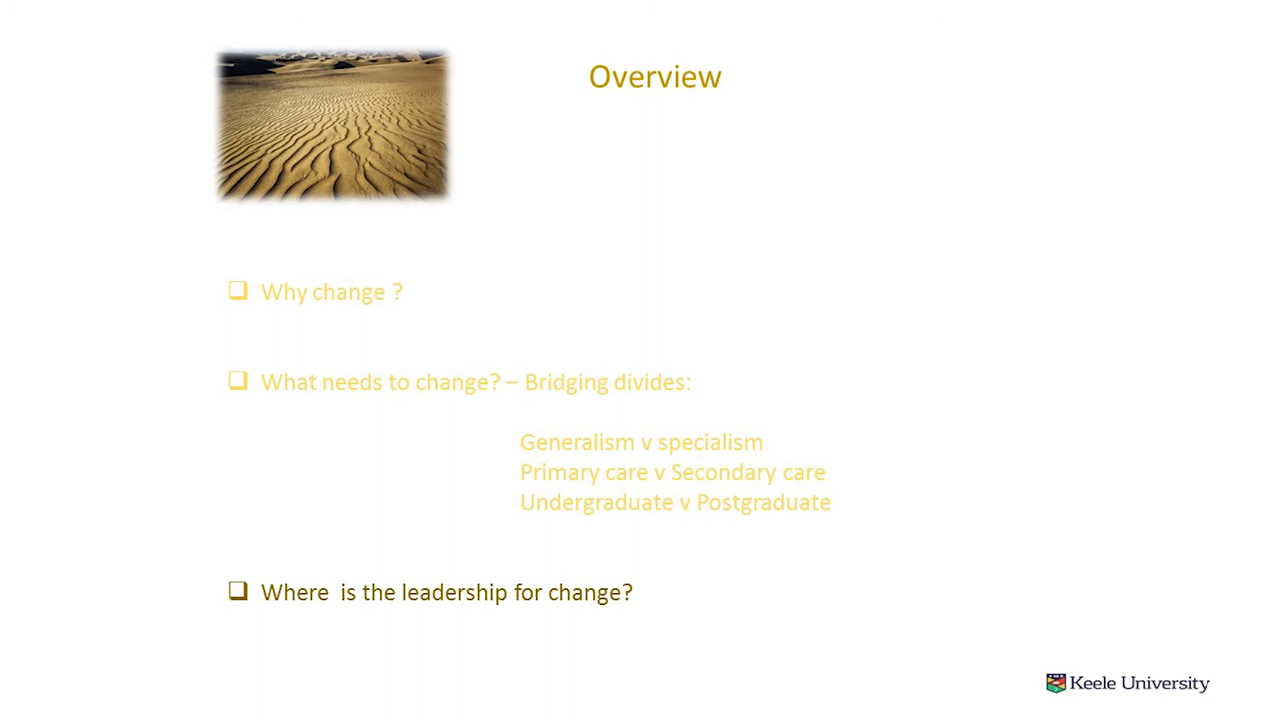 Overview
Why change ?
What needs to change? – Bridging divides:
Generalism v specialism
Primary care v Secondary care
Undergraduate v Postgraduate
Where  is the leadership for change?
Keele University